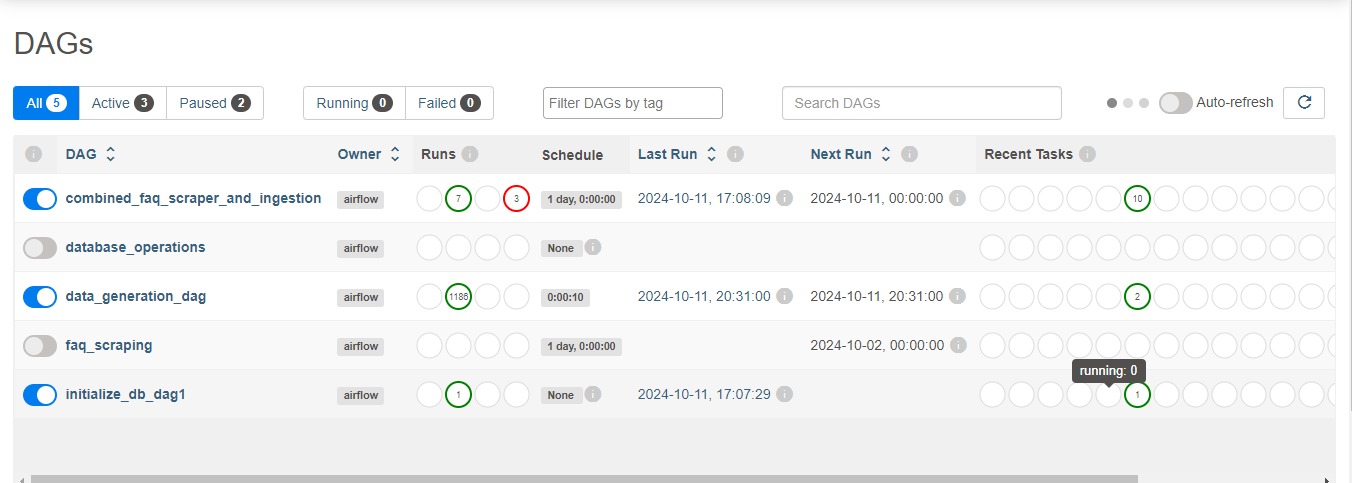 DAGs
All 5 Active 3 Paused 2 Running 0 Failed 0 Filter DAGs by tag Search DAGs Auto-refresh
i DAG Owner Runs i Schedule Last Run i Next Run i Recent Tasks i
combined_faq_scraper_and_ingestion airflow 7 3 1 day, 0:00:00 2024-10-11, 17:08:09 i 2024-10-11, 00:00:00 i 10
database_operations airflow None i
data_generation_dag airflow 1186 0:00:10 2024-10-11, 20:31:00 i 2024-10-11, 20:31:00 i 2
faq_scraping airflow 1 day, 0:00:00 2024-10-02, 00:00:00 i
running: 0
initialize_db_dag1 airflow 1 None i 2024-10-11, 17:07:29 i 1